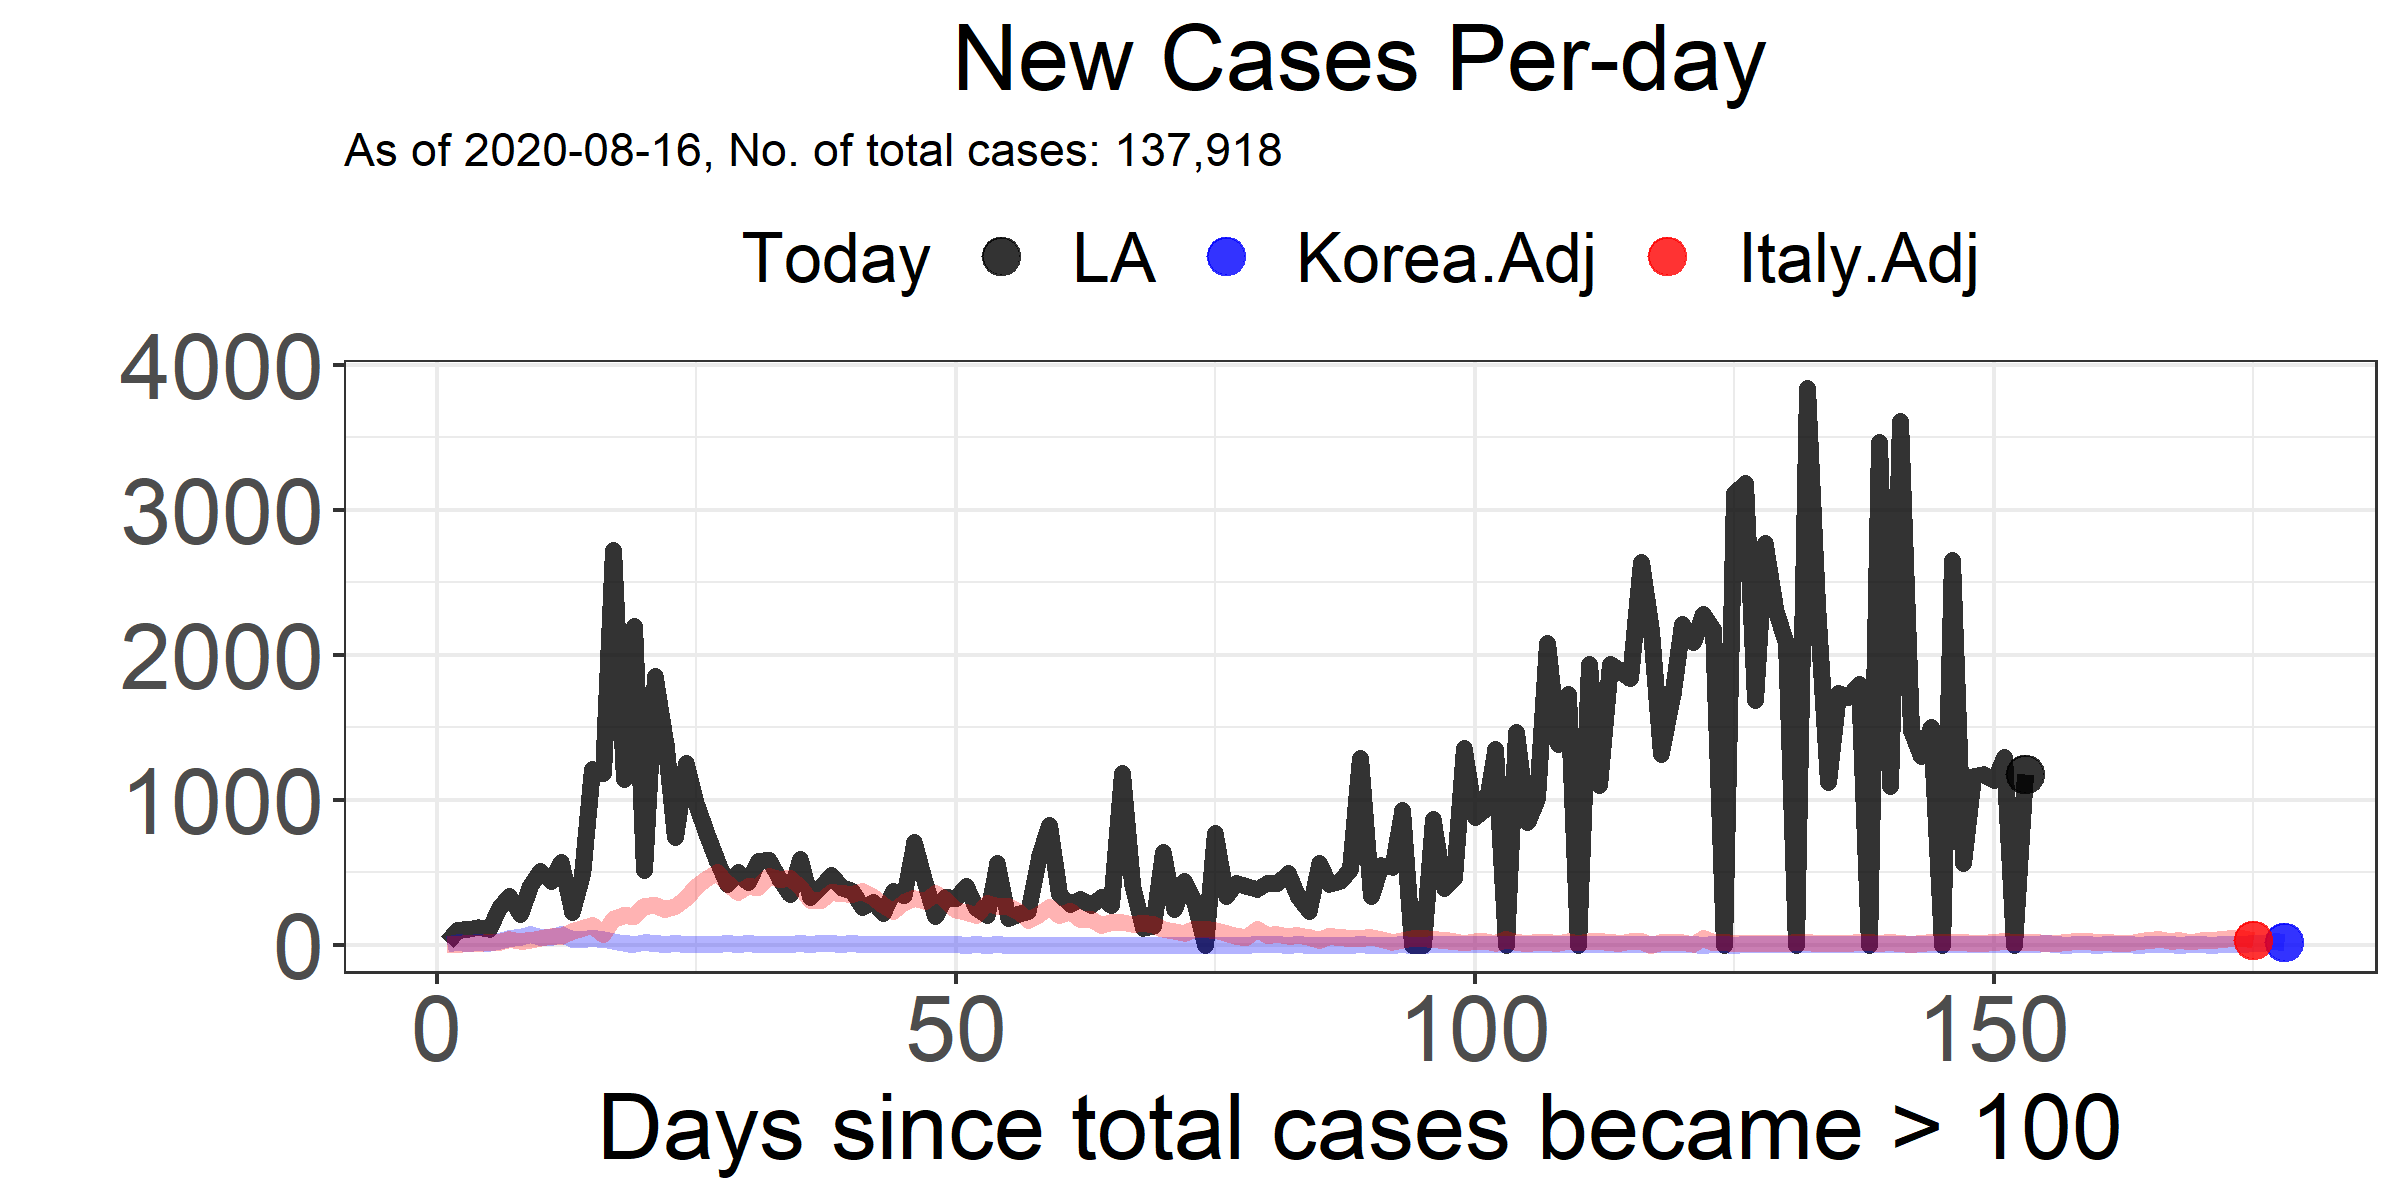 New Cases Per-day
As of 2020-08-16, No. of total cases: 137,918
Today LA Korea.Adj Italy.Adj
4000
3000
2000
1000
0
0 50 100 150
Days since total cases became > 100